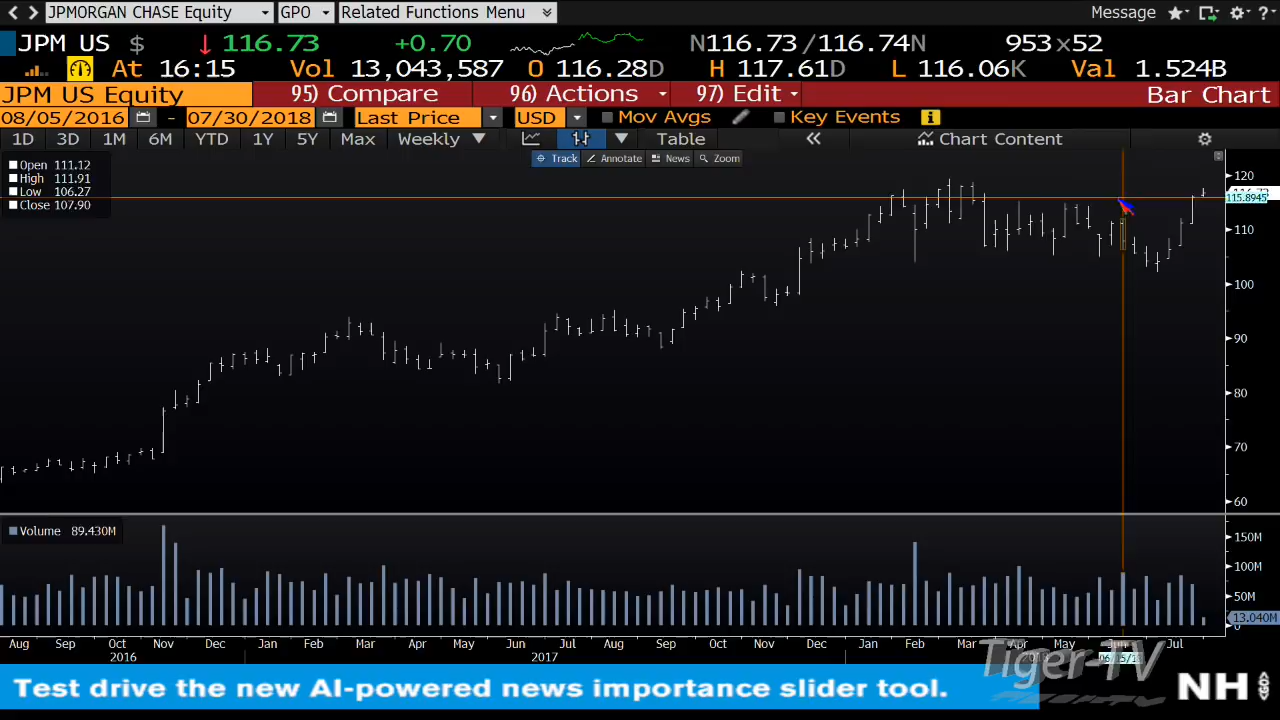 JPMORGAN CHASE Equity GPO Related Functions Menu Message
JPM US $ 116.73 +0.70 N116.73/116.74N 953x52
At 16:15 Vol 13,043,587 O 116.28D H 117.61D L 116.06K Val 1.524B
JPM US Equity 95) Compare 96) Actions 97) Edit Bar Chart
08/05/2016 - 07/30/2018 Last Price USD Mov Avgs Key Events
1D 3D 1M 6M YTD 1Y 5Y Max Weekly Table Chart Content
Track Annotate News Zoom
Open 111.12
High 111.91
Low 106.27
Close 107.90
120
115.8945
110
100
90
80
70
60
Volume 89.430M
150M
100M
50M
13.040M
0
Aug Sep Oct Nov Dec Jan Feb Mar Apr May Jun Jul Aug Sep Oct Nov Dec Jan Feb Mar Apr May Jun Jul
2016 2017
Tiger-TV
Test drive the new AI-powered news importance slider tool. NH <GO>